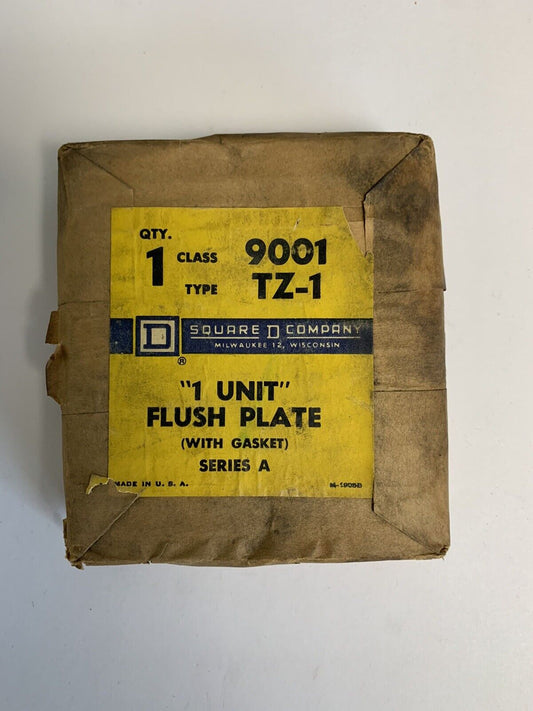 QTY.
1 CLASS 9001
TYPE TZ-1
D
SQUARE D COMPANY
MILWAUKEE 12, WISCONSIN
®
"1 UNIT"
FLUSH PLATE
(WITH GASKET)
SERIES A
MADE IN U. S. A.